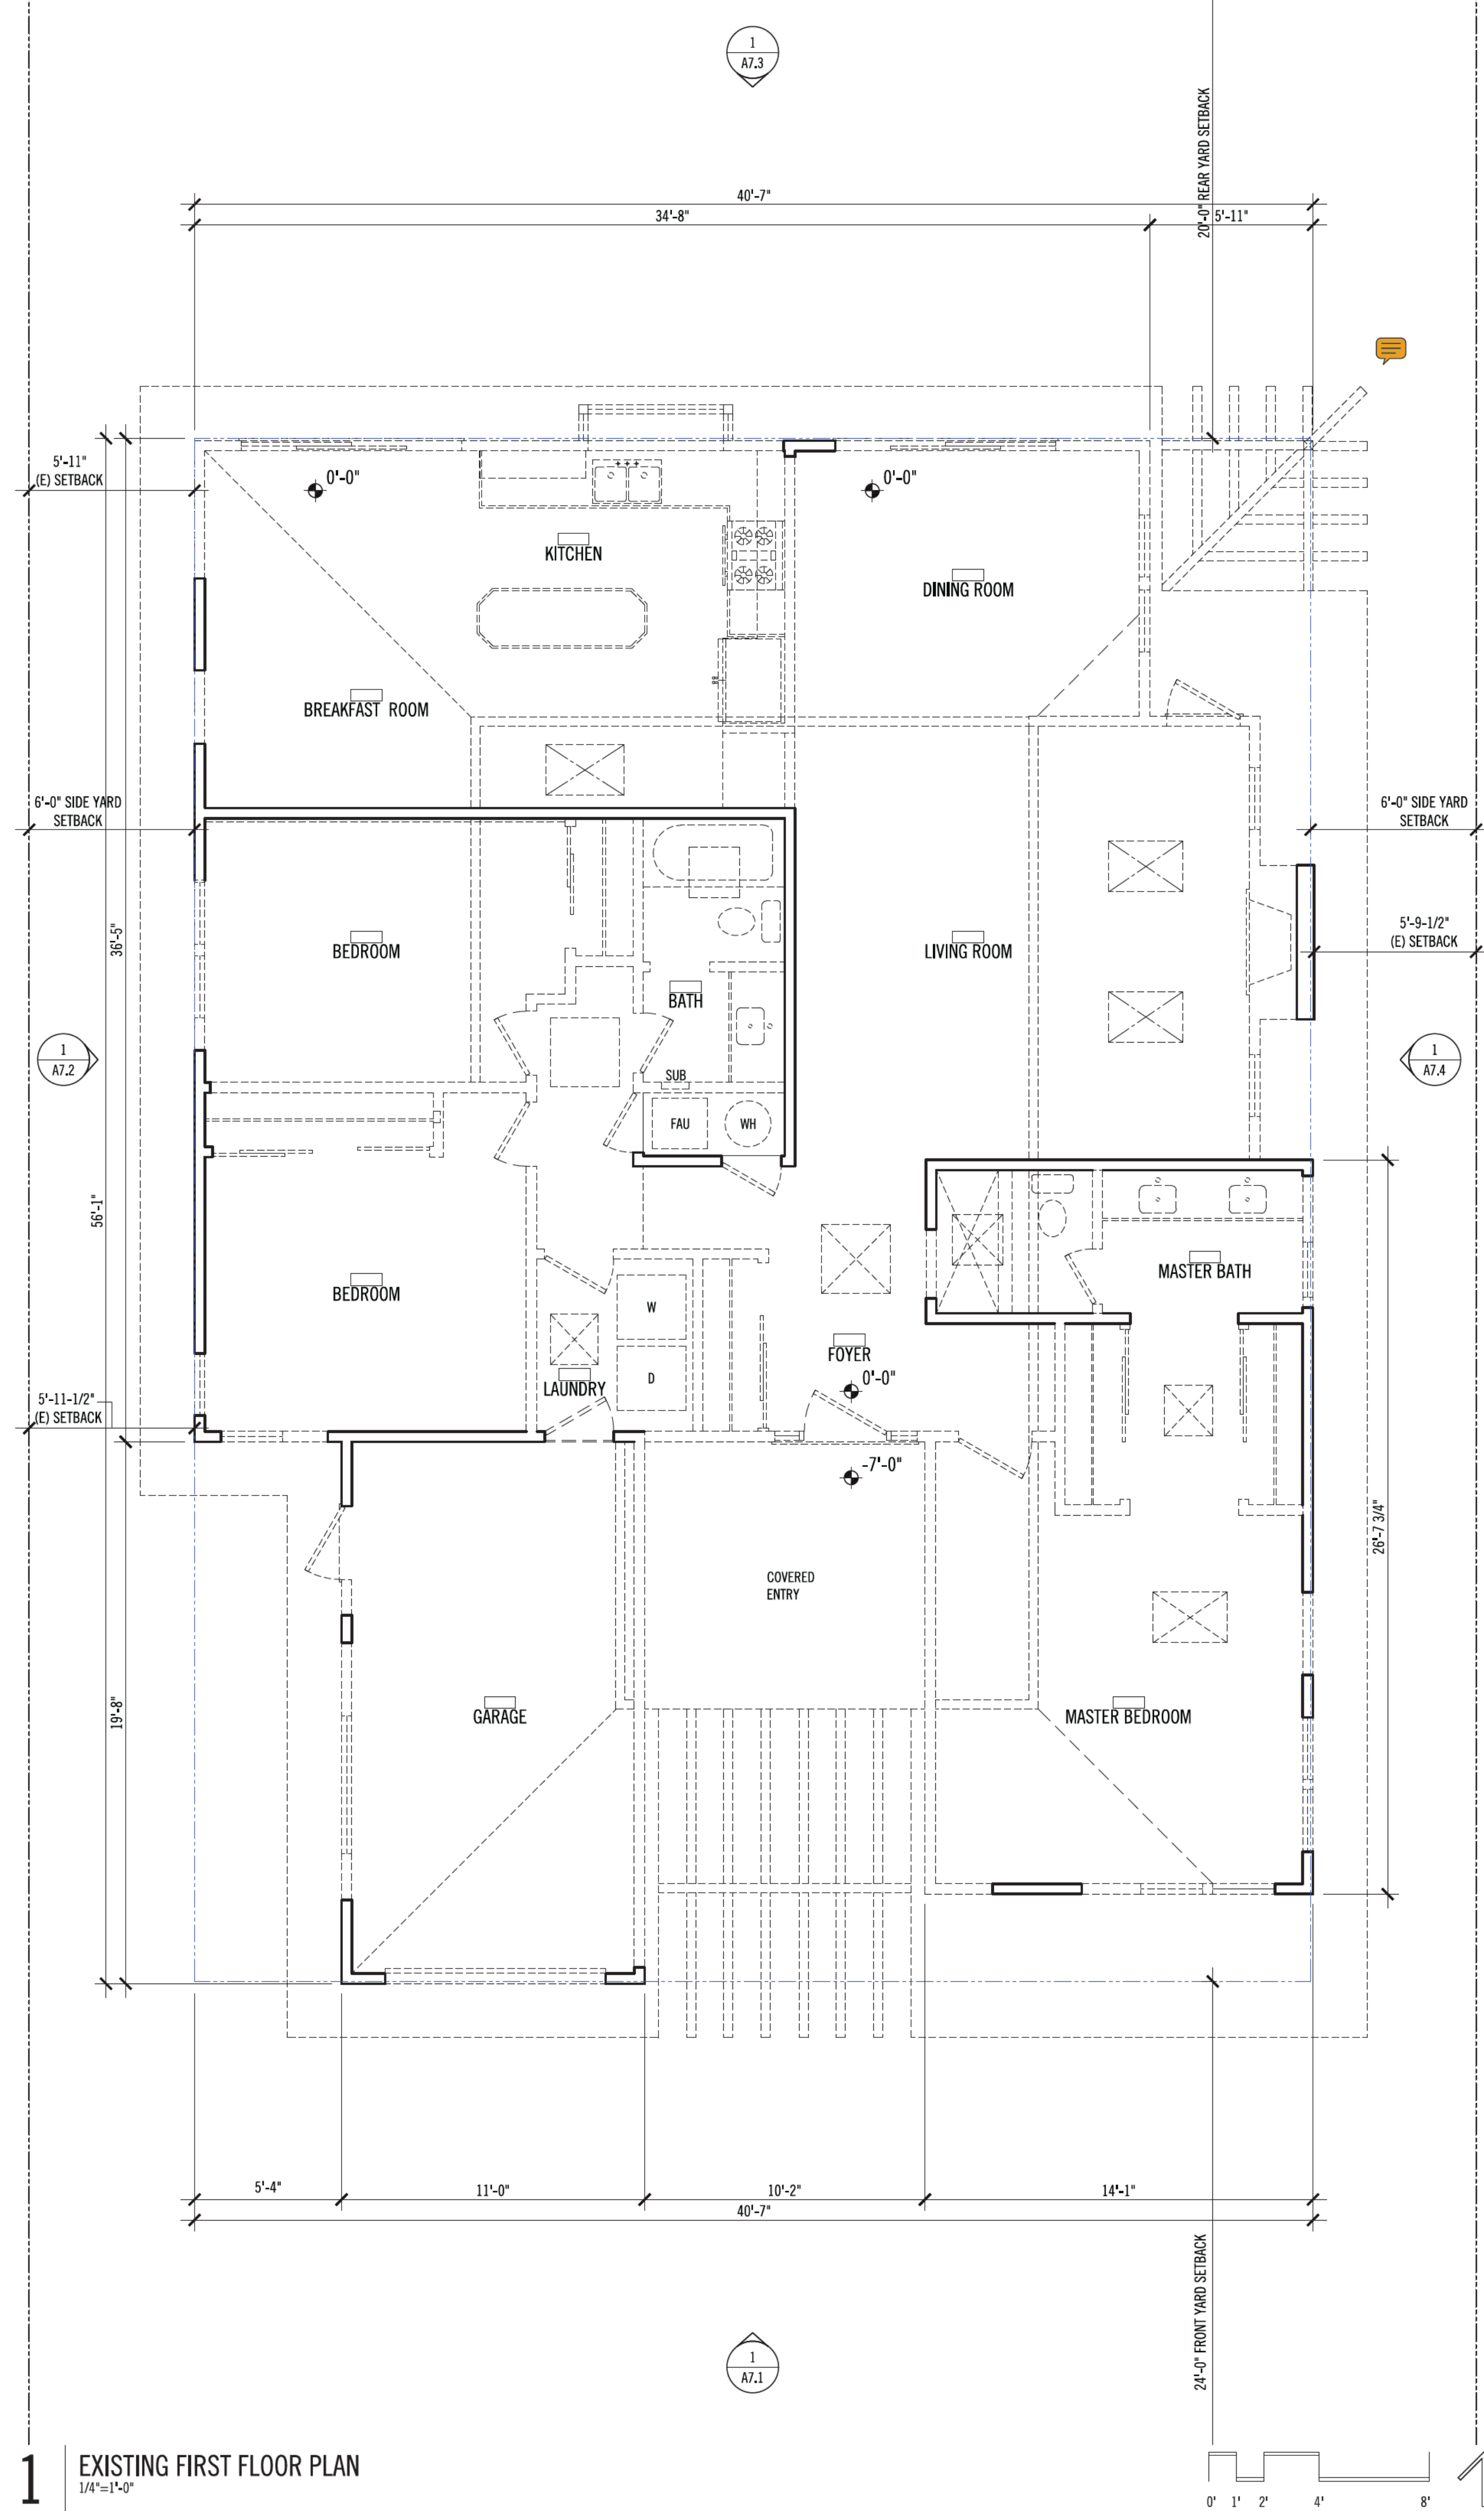 1
A7.3
20'-0" REAR YARD SETBACK
40'-7"
34'-8"
5'-11"
5'-11"
(E) SETBACK
0'-0"
0'-0"
KITCHEN
DINING ROOM
BREAKFAST ROOM
6'-0" SIDE YARD
SETBACK
6'-0" SIDE YARD
SETBACK
36'-5"
BEDROOM
LIVING ROOM
5'-9-1/2"
(E) SETBACK
BATH
1
A7.2
1
A7.4
SUB
FAU
WH
56'-1"
MASTER BATH
BEDROOM
W
FOYER
D
0'-0"
LAUNDRY
5'-11-1/2"
(E) SETBACK
-7'-0"
26'-7 3/4"
COVERED
ENTRY
19'-8"
GARAGE
MASTER BEDROOM
5'-4"
11'-0"
10'-2"
14'-1"
40'-7"
24'-0" FRONT YARD SETBACK
1
A7.1
1
EXISTING FIRST FLOOR PLAN
1/4"=1'-0"
0' 1' 2' 4' 8'